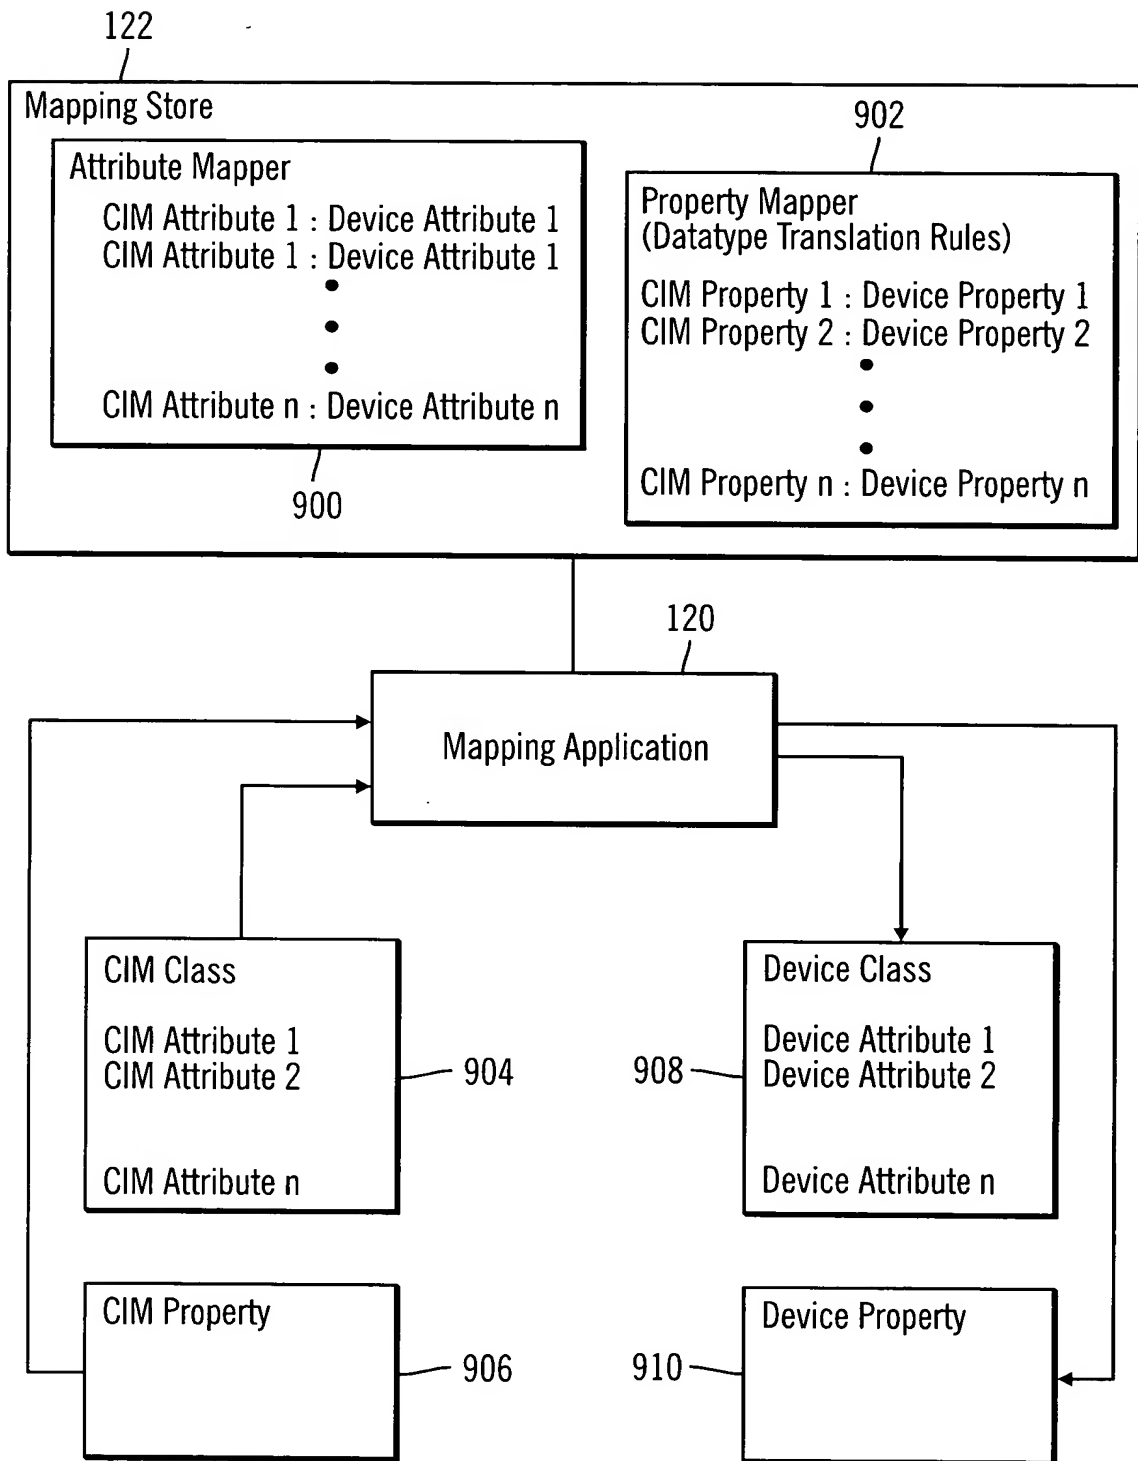 122
Mapping Store
902
Attribute Mapper
CIM Attribute 1 : Device Attribute 1
CIM Attribute 1 : Device Attribute 1
CIM Attribute n : Device Attribute n
900
Property Mapper
(Datatype Translation Rules)
CIM Property 1 : Device Property 1
CIM Property 2 : Device Property 2
CIM Property n : Device Property n
120
Mapping Application
CIM Class
CIM Attribute 1
CIM Attribute 2
CIM Attribute n
904
908
Device Class
Device Attribute 1
Device Attribute 2
Device Attribute n
CIM Property
906
910
Device Property